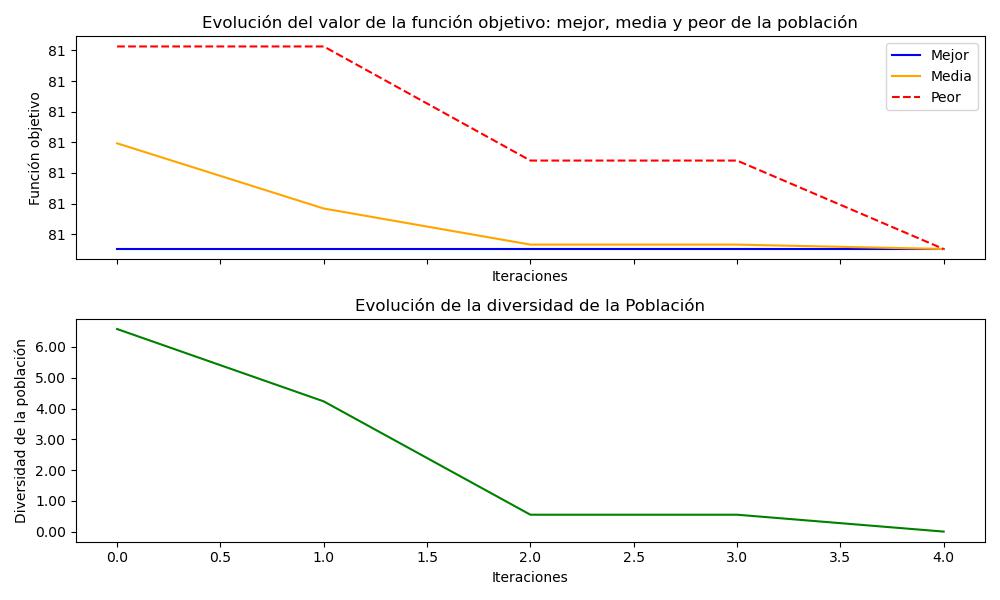 Evolución del valor de la función objetivo: mejor, media y peor de la población
81
81
81
81
81
81
81
Función objetivo
Mejor
Media
Peor
Iteraciones
Evolución de la diversidad de la Población
6.00
5.00
4.00
3.00
2.00
1.00
0.00
Diversidad de la población
0.0 0.5 1.0 1.5 2.0 2.5 3.0 3.5 4.0
Iteraciones